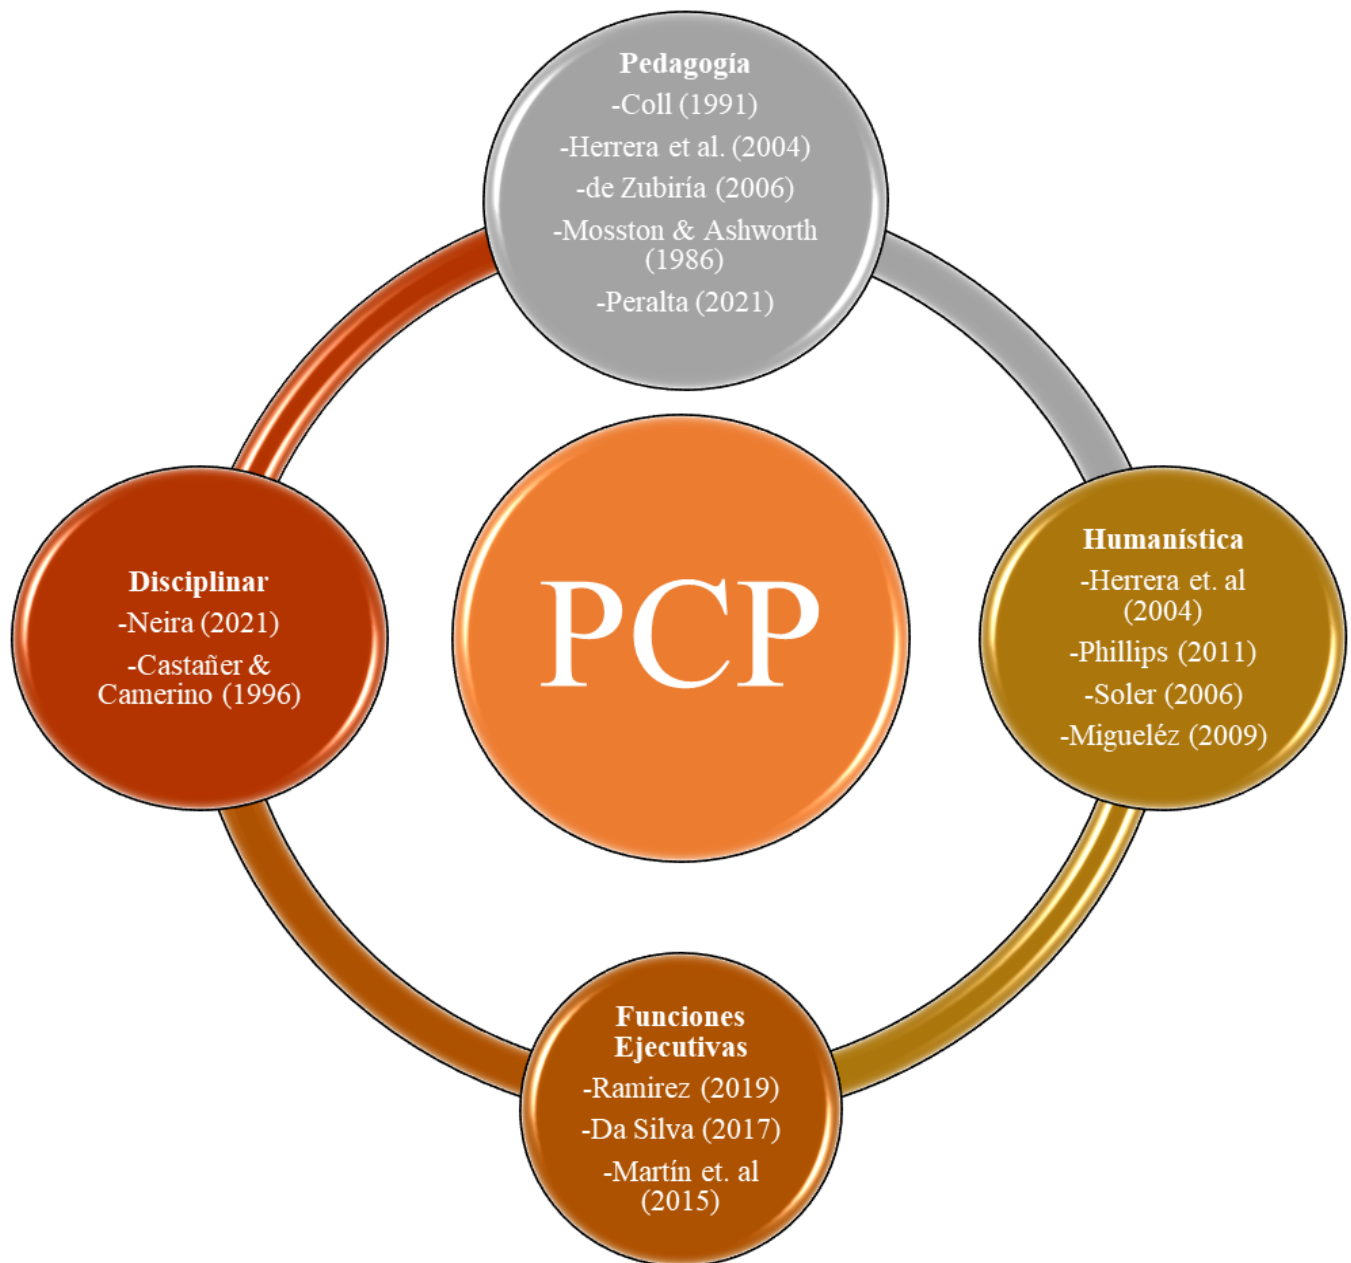 Pedagogía
-Coll (1991)
-Herrera et al. (2004)
-de Zubiría (2006)
-Mosston & Ashworth
(1986)
-Peralta (2021)
Disciplinar
-Neira (2021)
-Castañer &
Camerino (1996)
PCP
Humanística
-Herrera et. al
(2004)
-Phillips (2011)
-Soler (2006)
-Migueléz (2009)
Funciones
Ejecutivas
-Ramirez (2019)
-Da Silva (2017)
-Martín et. al
(2015)